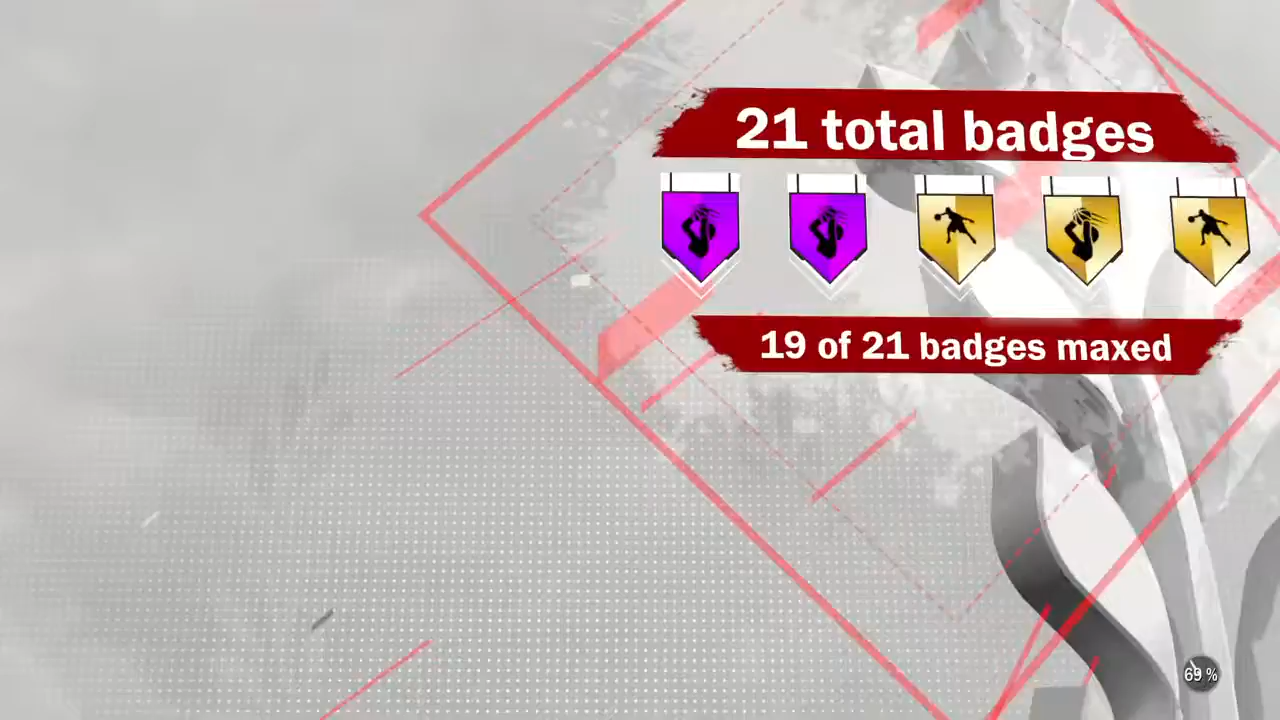 21 total badges
19 of 21 badges maxed
69 %